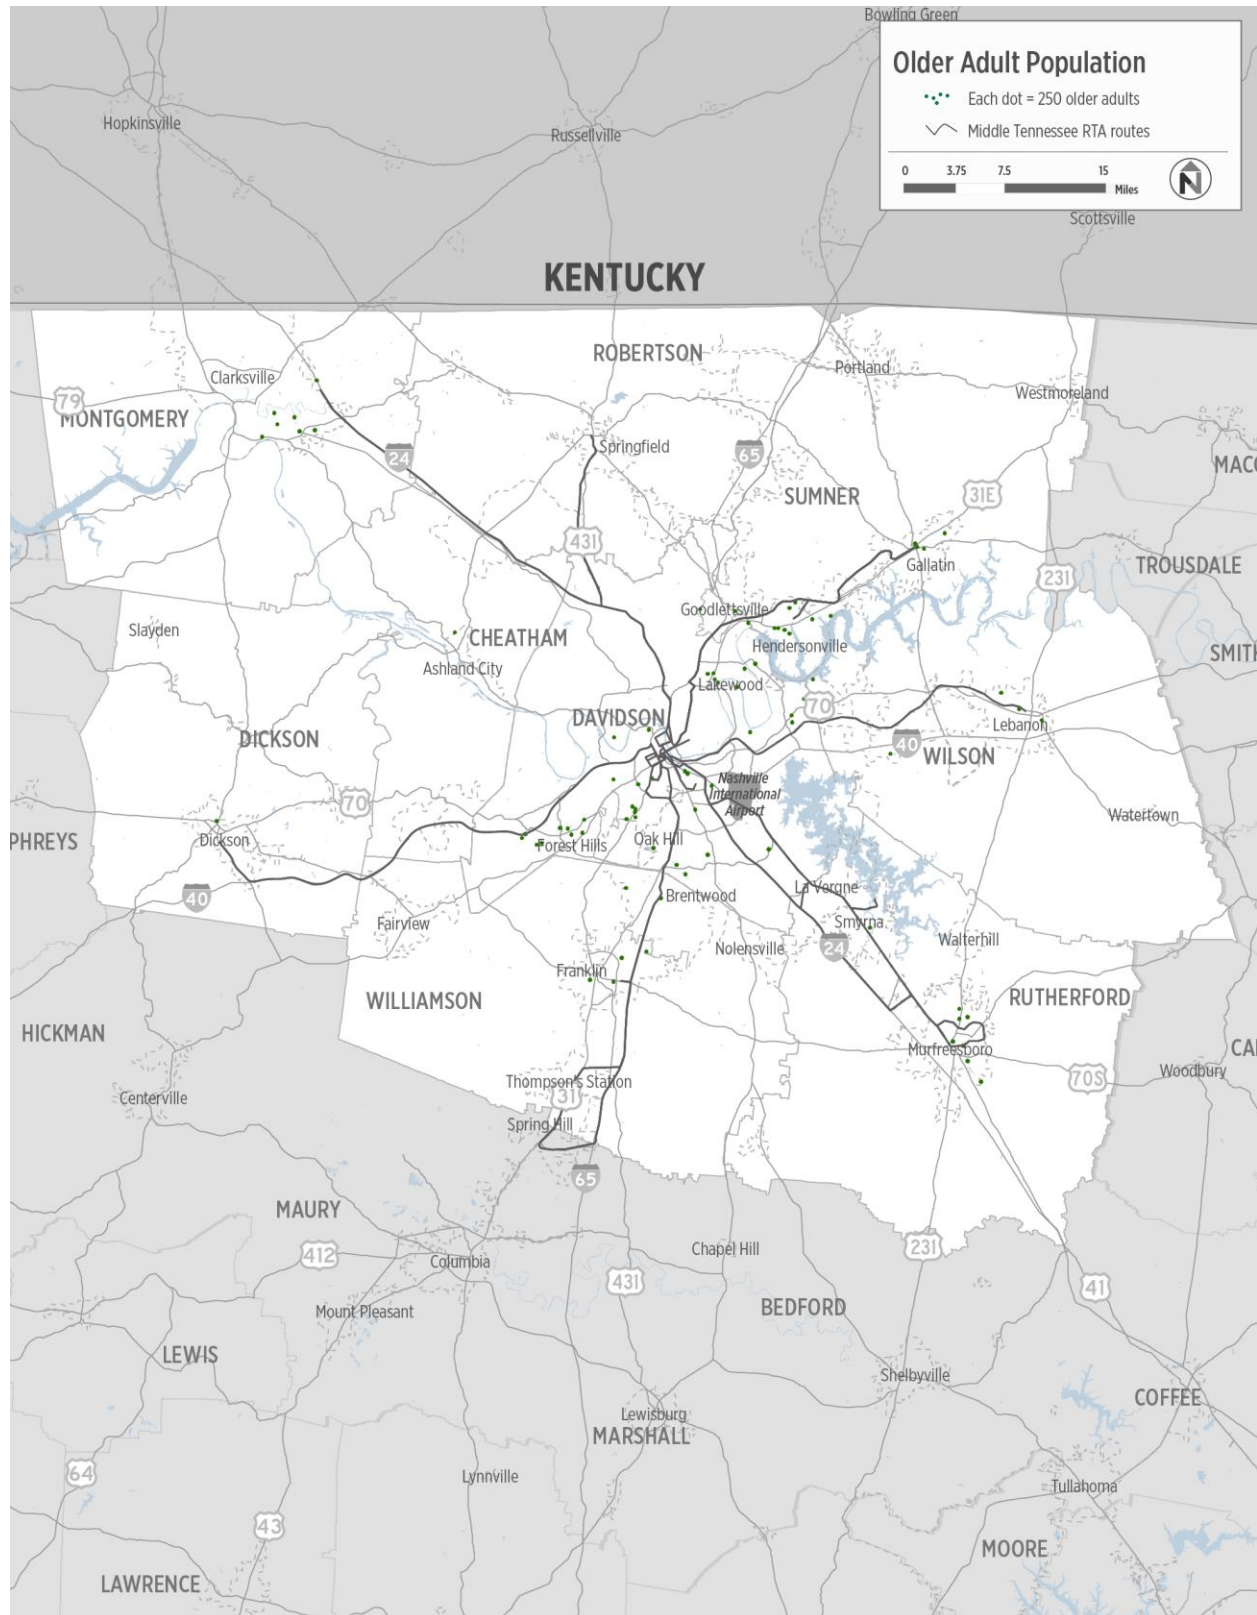 Bowling Green
Older Adult Population
Each dot = 250 older adults
Middle Tennessee RTA routes
0 3.75 7.5 15
Miles
N
Hopkinsville
Russellville
Scottsville
KENTUCKY
ROBERTSON
Portland
Clarksville
Westmoreland
79
MONTGOMERY
24
Springfield
65
MACO
SUMNER
31E
431
Gallatin
TROUSDALE
231
Goodlettsville
Slayden
CHEATHAM
Hendersonville
SMITH
Ashland City
Lakewood
70
DAVIDSON
Lebanon
DICKSON
40
WILSON
Nashville
International
Airport
70
Watertown
Dickson
PHREYS
Forest Hills
Oak Hill
La Vergne
40
Brentwood
Fairview
Smyrna
24
Nolensville
Walterhill
Franklin
WILLIAMSON
RUTHERFORD
HICKMAN
Murfreesboro
CA
Woodbury
70S
Thompson's Station
31
Centerville
Spring Hill
65
MAURY
231
412
Chapel Hill
Columbia
431
41
Mount Pleasant
BEDFORD
LEWIS
Shelbyville
COFFEE
Lewisburg
MARSHALL
64
Lynnville
Tullahoma
43
MOORE
LAWRENCE